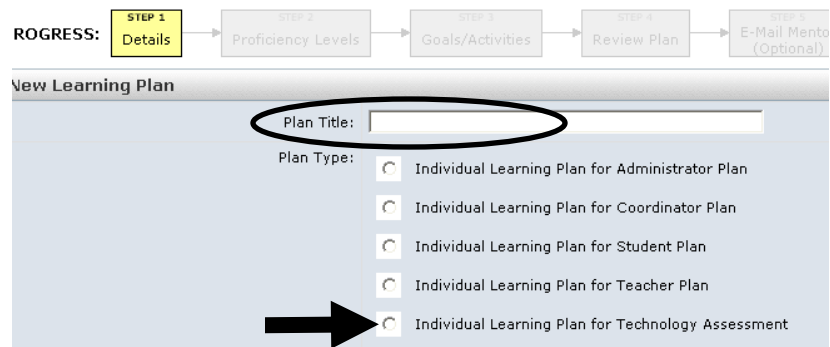 STEP 1 STEP 2 STEP 3 STEP 4 STEP 5
ROGRESS: Details Proficiency Levels Goals/Activities Review Plan E-Mail Mento
(Optional)
New Learning Plan
Plan Title:
Plan Type:
Individual Learning Plan for Administrator Plan
Individual Learning Plan for Coordinator Plan
Individual Learning Plan for Student Plan
Individual Learning Plan for Teacher Plan
Individual Learning Plan for Technology Assessment